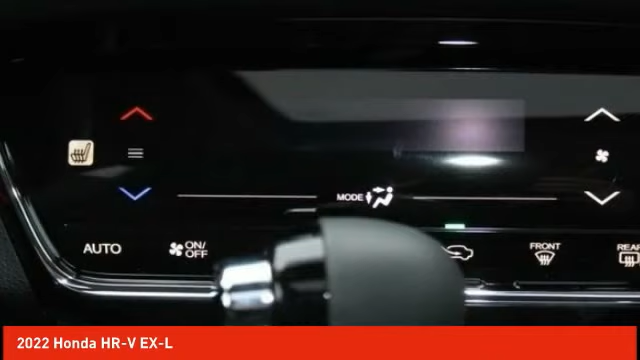 MODE
AUTO
ON/
OFF
FRONT
REAR
2022 Honda HR-V EX-L